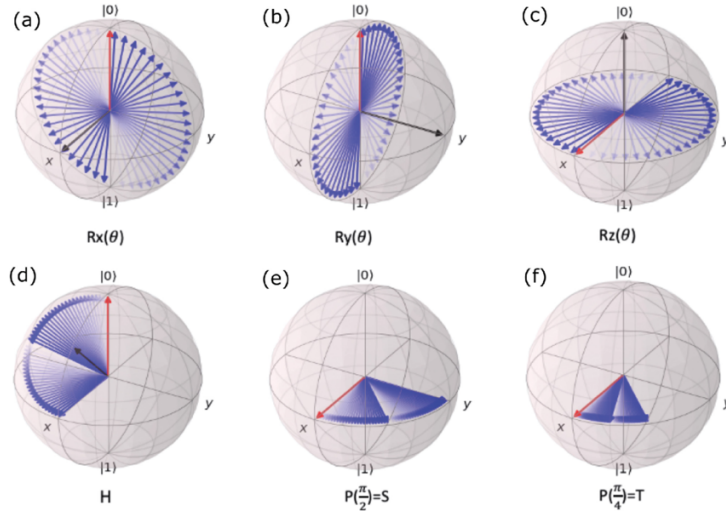 (a) (b) (c)
|0⟩ |0⟩ |0⟩
x y x x y
|1⟩ |1⟩ |1⟩
Rx(θ) Ry(θ) Rz(θ)
(d) (e) (f)
|0⟩ |0⟩ |0⟩
x y x y x y
|1⟩ |1⟩ |1⟩
H P(π/2)=S P(π/4)=T